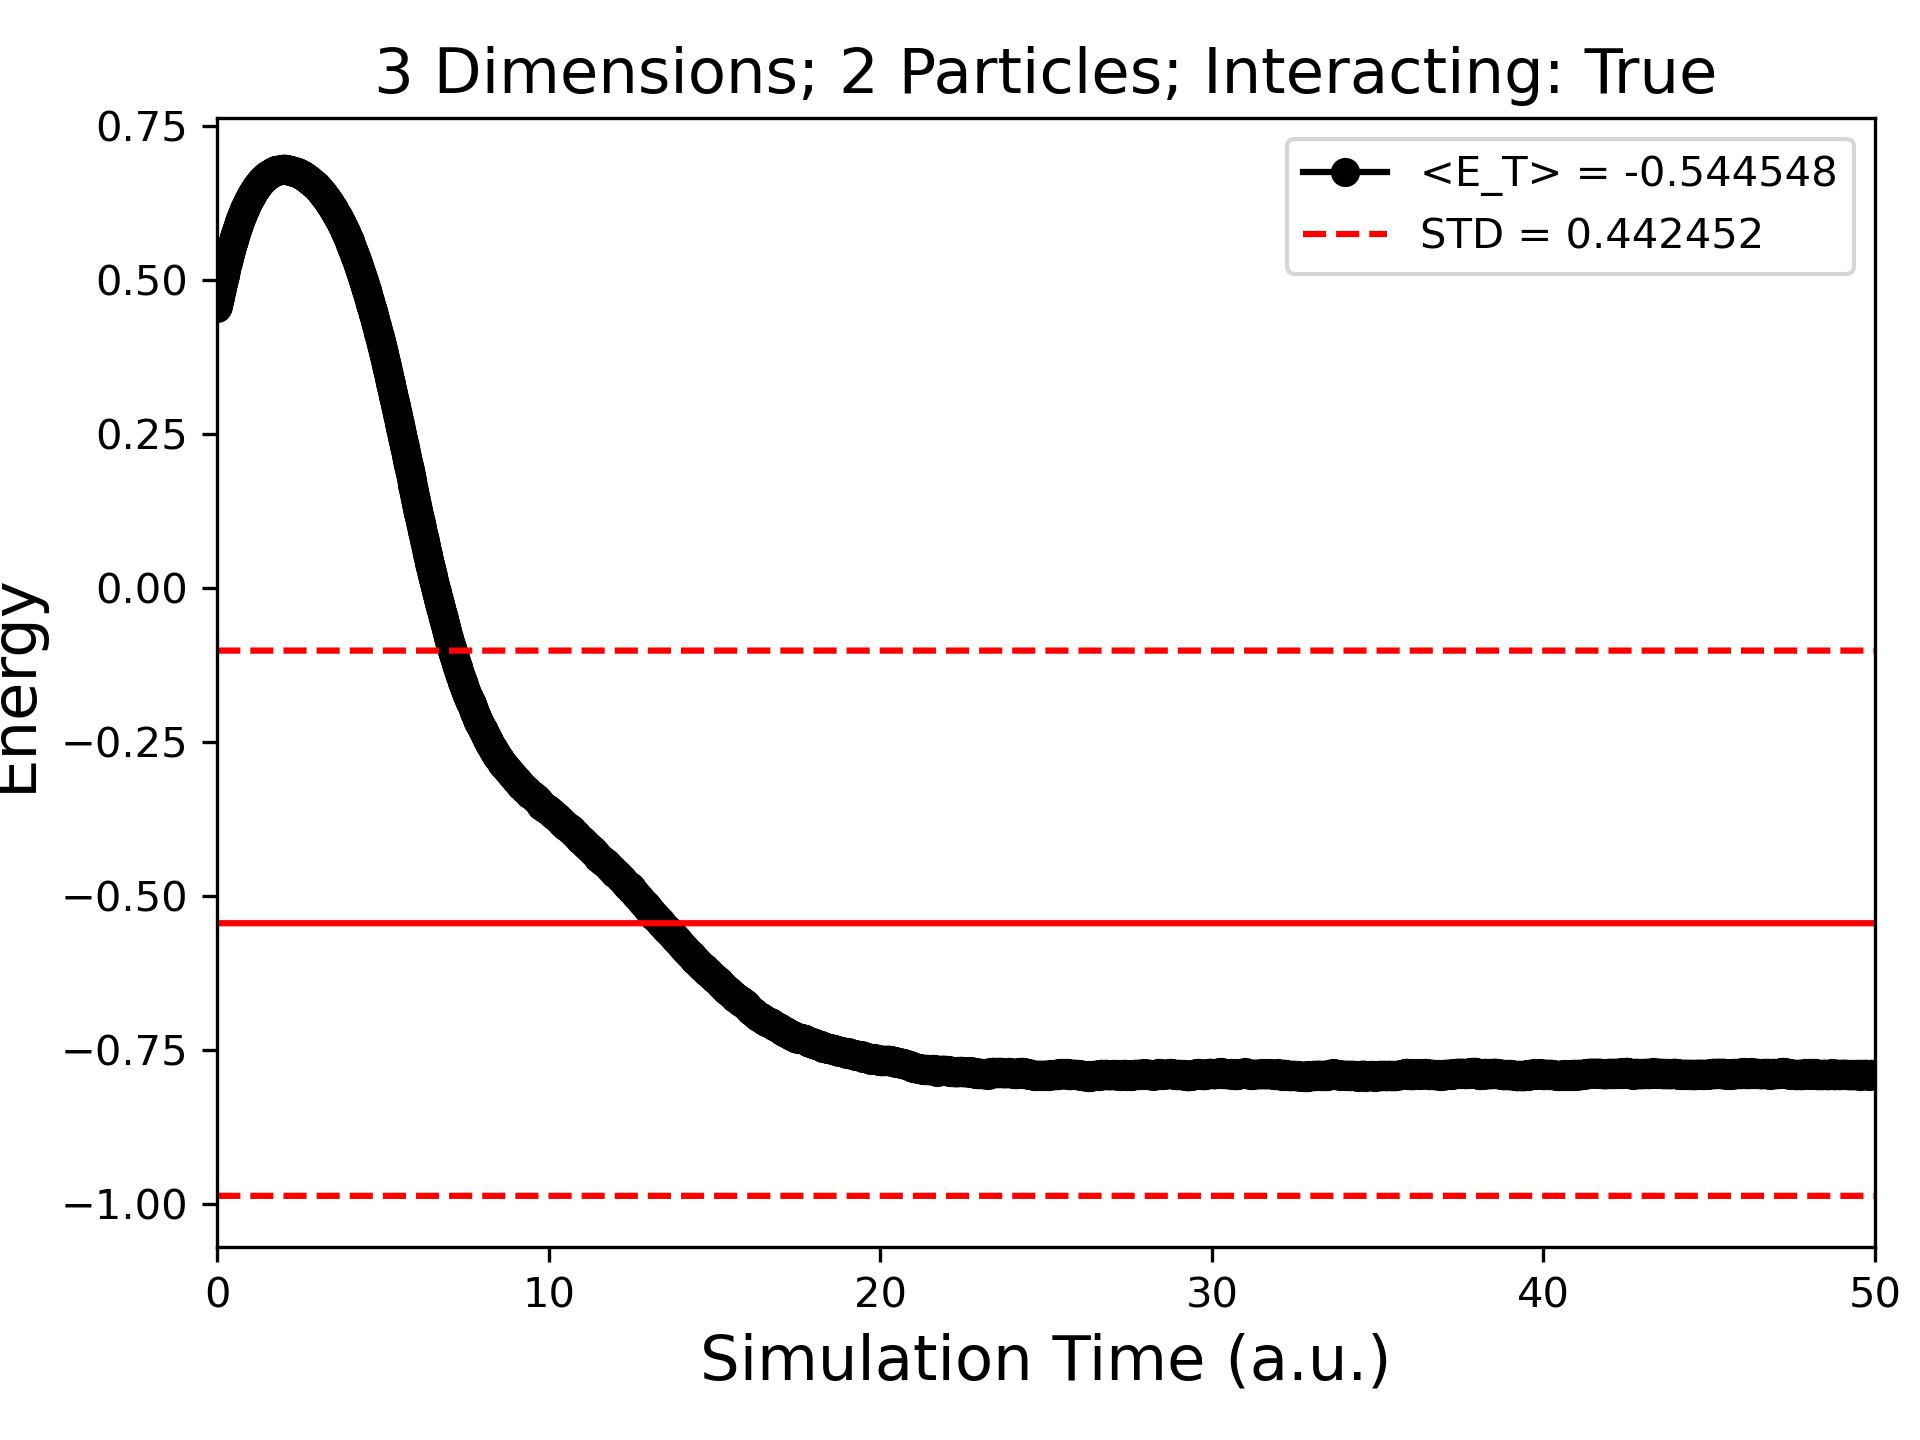 3 Dimensions; 2 Particles; Interacting: True
<E_T> = -0.544548
STD = 0.442452
Energy
0.75
0.50
0.25
0.00
−0.25
−0.50
−0.75
−1.00
0 10 20 30 40 50
Simulation Time (a.u.)